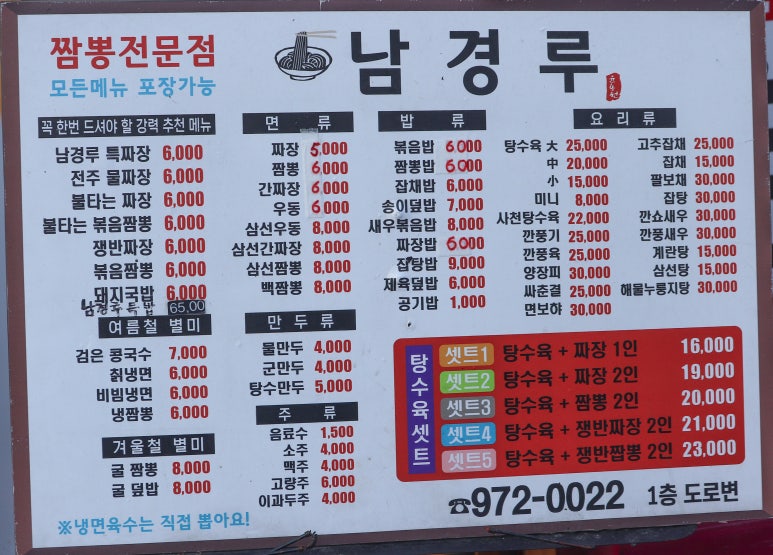 짬뽕전문점
모든메뉴 포장가능
남경루
꼭 한번 드셔야 할 강력 추천 메뉴
남경루 특짜장 6,000
전주 물짜장 6,000
불타는 짜장 6,000
불타는 볶음짬뽕 6,000
쟁반짜장 6,000
볶음짬뽕 6,000
돼지국밥 6,000
남경루특밥 65,00
여름철 별미
검은 콩국수 7,000
칡냉면 6,000
비빔냉면 6,000
냉짬뽕 6,000
겨울철 별미
굴 짬뽕 8,000
굴 덮밥 8,000
※냉면육수는 직접 뽑아요!
면 류
짜장 5,000
짬뽕 6,000
간짜장 6,000
우동 6,000
삼선우동 8,000
삼선간짜장 8,000
삼선짬뽕 8,000
백짬뽕 8,000
만 두 류
물만두 4,000
군만두 4,000
탕수만두 5,000
주 류
음료수 1,500
소주 4,000
맥주 4,000
고량주 6,000
이과두주 4,000
밥 류
볶음밥 6000
짬뽕밥 6000
잡채밥 6,000
송이덮밥 7,000
새우볶음밥 8,000
짜장밥 6000
잡탕밥 9,000
제육덮밥 6,000
공기밥 1,000
요 리 류
탕수육 大 25,000
中 20,000
小 15,000
미니 8,000
사천탕수육 22,000
깐풍기 25,000
깐풍육 25,000
양장피 30,000
싸춘결 25,000
면보하 30,000
고추잡채 25,000
잡채 15,000
팔보채 30,000
잡탕 30,000
깐쇼새우 30,000
깐풍새우 30,000
계란탕 15,000
삼선탕 15,000
해물누룽지탕 30,000
탕수육셋트
셋트1 탕수육 + 짜장 1인 16,000
셋트2 탕수육 + 짜장 2인 19,000
셋트3 탕수육 + 짬뽕 2인 20,000
셋트4 탕수육 + 쟁반짜장 2인 21,000
셋트5 탕수육 + 쟁반짬뽕 2인 23,000
☎972-0022 1층 도로변